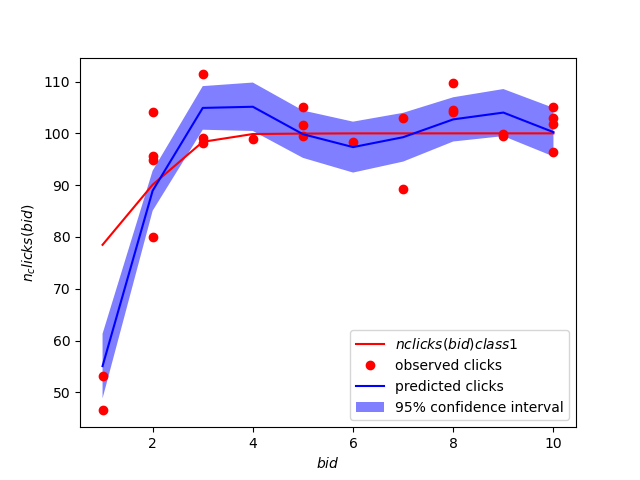 110
100
90
80
70
60
50
n_clicks(bid)
2
4
6
8
10
bid
nclicks(bid)class1
observed clicks
predicted clicks
95% confidence interval